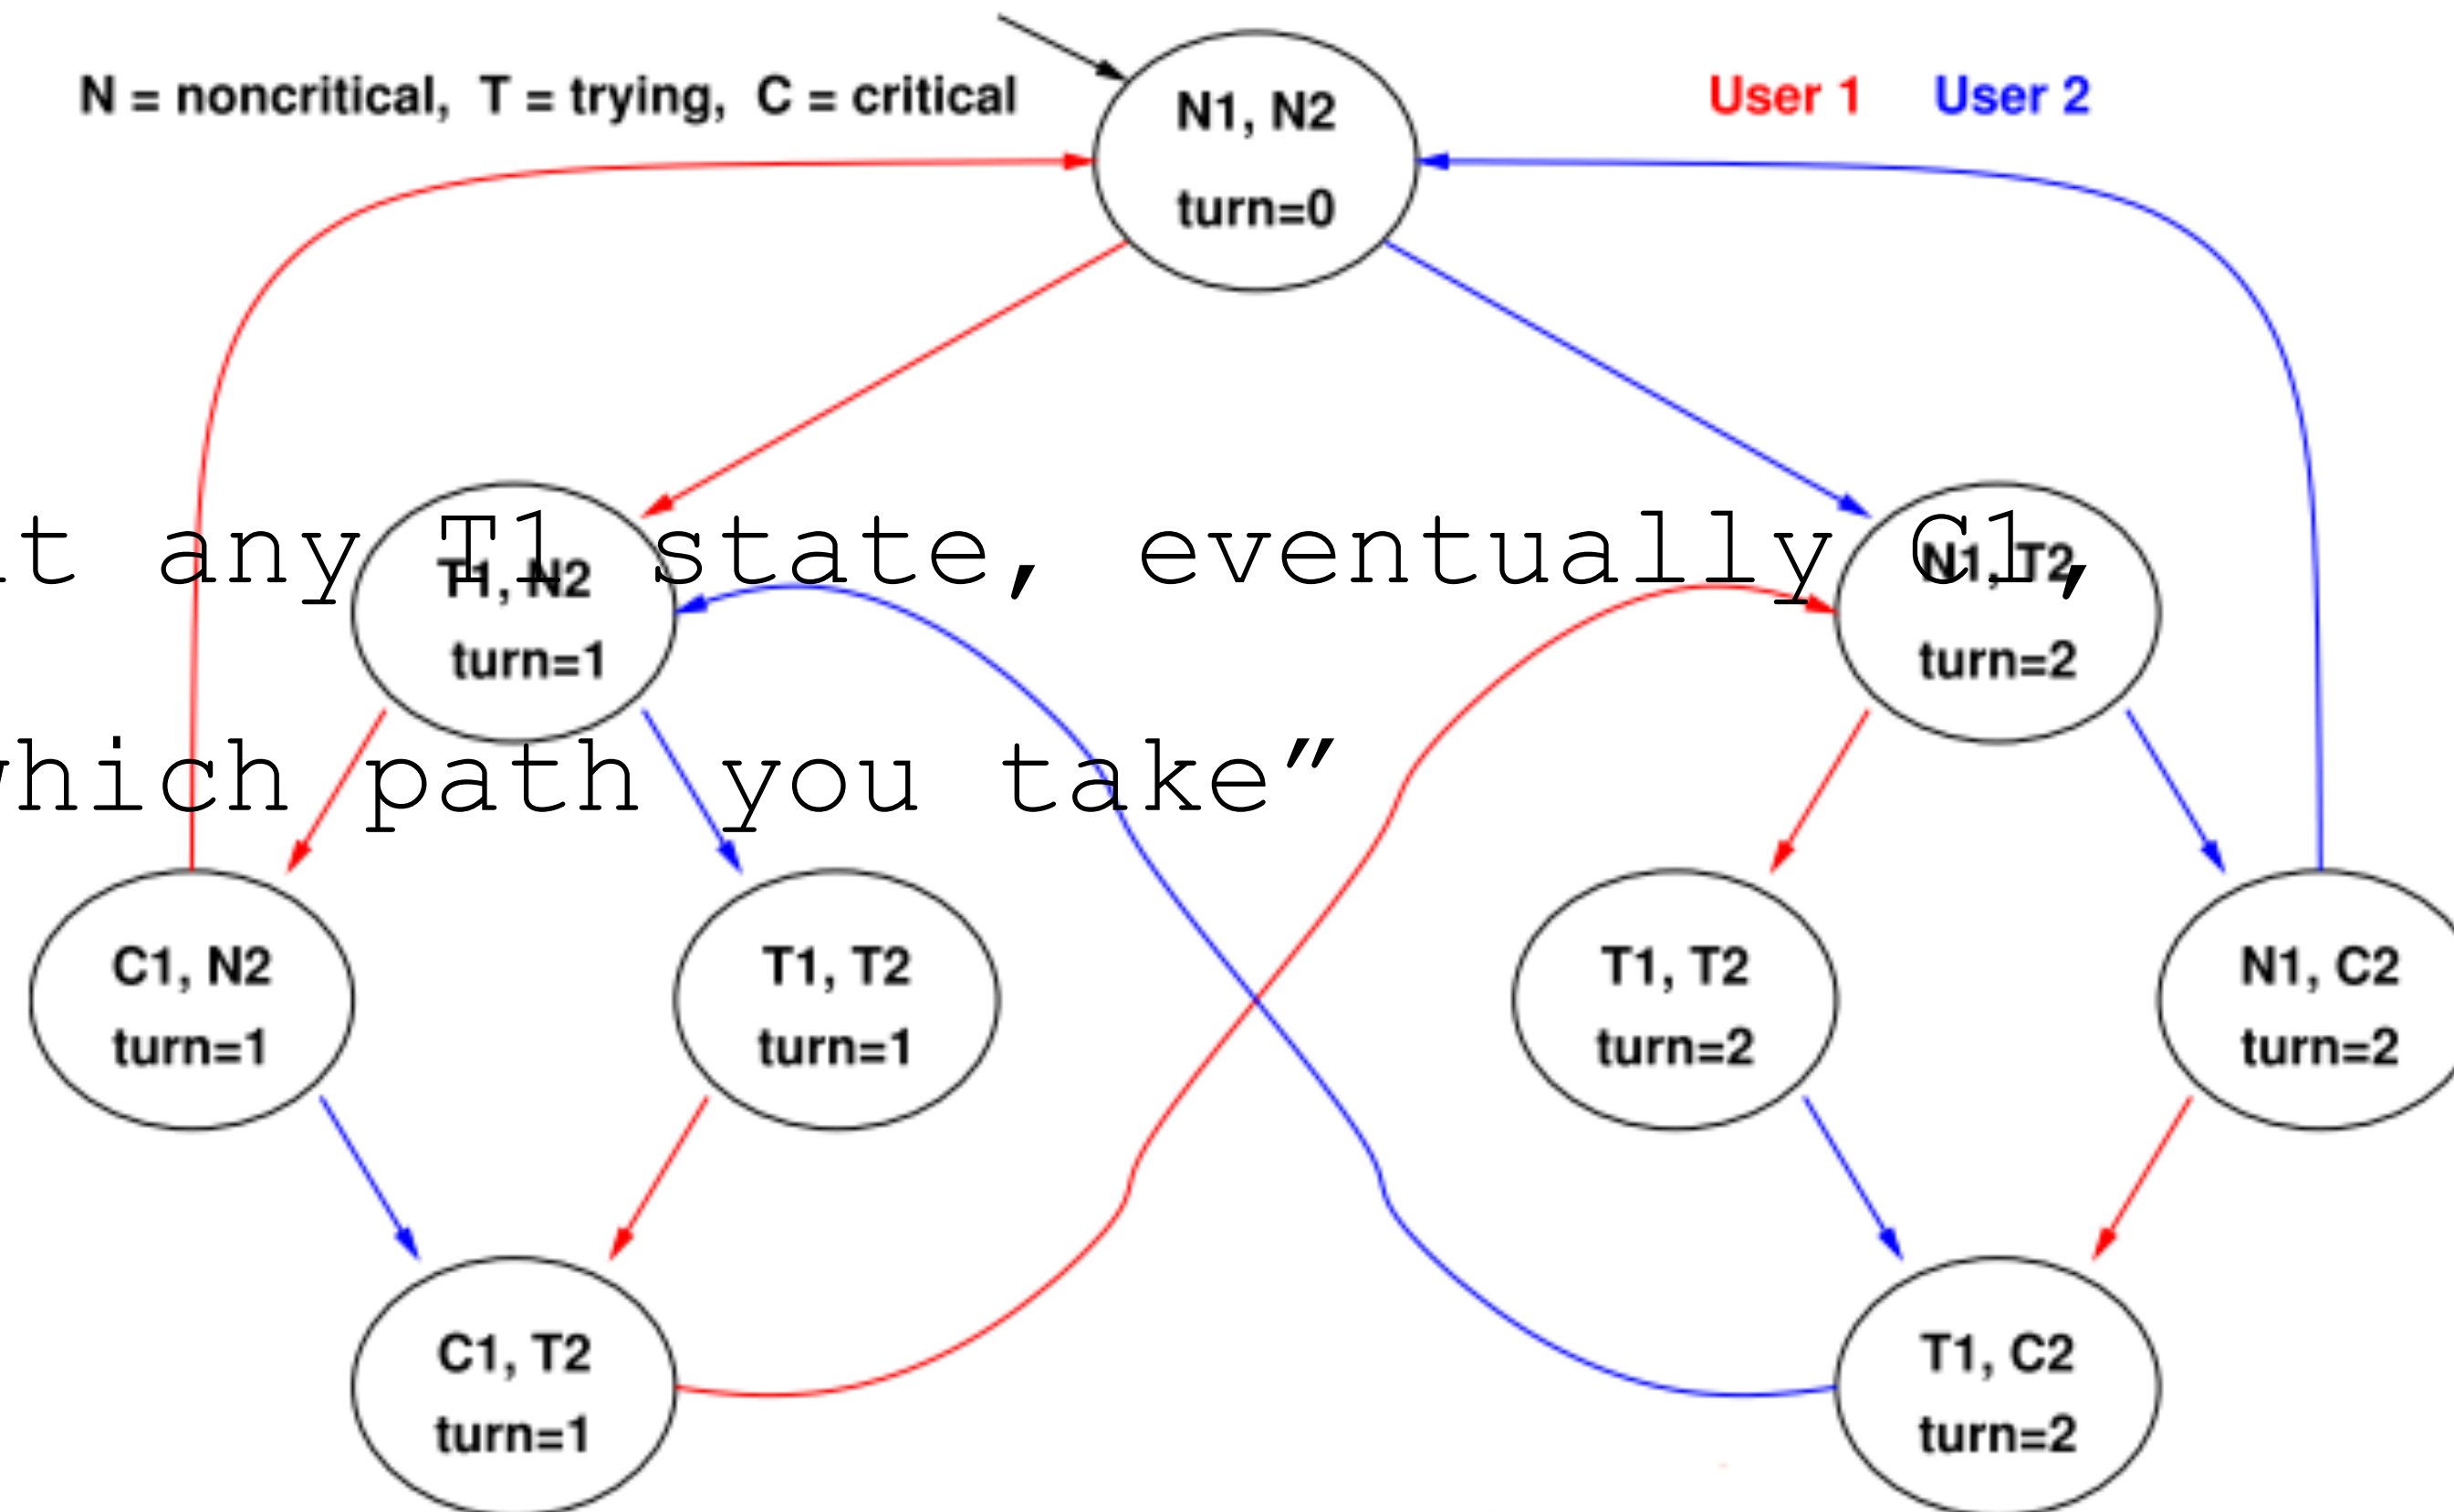 N = noncritical, T = trying, C = critical
User 1 User 2
N1, N2
turn=0
t any T1 state, eventually C1,
T1, N2
turn=1
N1, T2
turn=2
hich path you take”
C1, N2
turn=1
T1, T2
turn=1
T1, T2
turn=2
N1, C2
turn=2
C1, T2
turn=1
T1, C2
turn=2